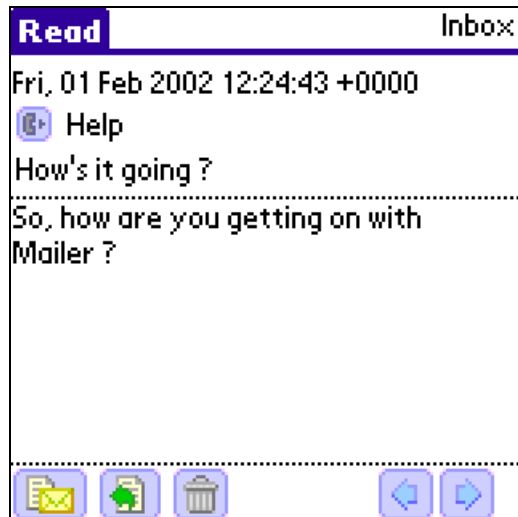 Read Inbox
Fri, 01 Feb 2002 12:24:43 +0000
Help
How's it going ?
So, how are you getting on with
Mailer ?